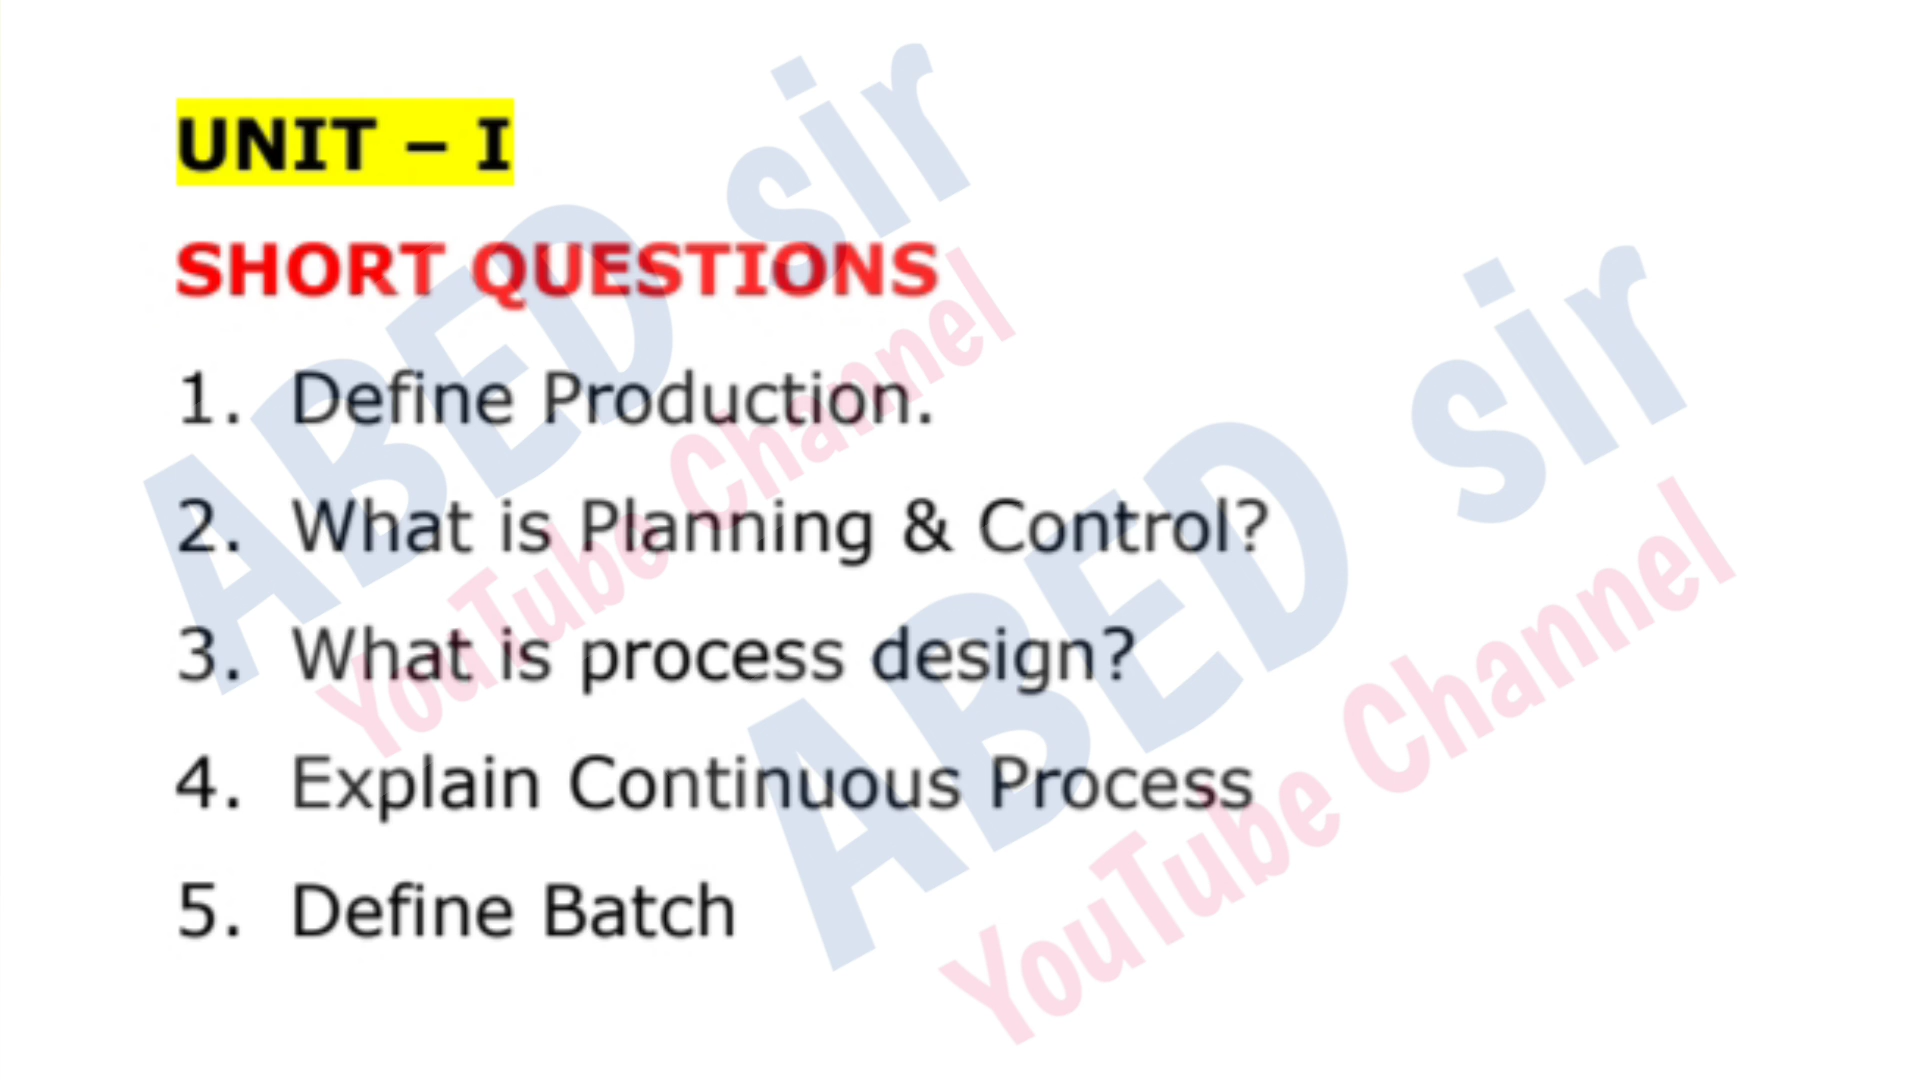 UNIT – I
SHORT QUESTIONS
1. Define Production.
2. What is Planning & Control?
3. What is process design?
4. Explain Continuous Process
5. Define Batch
ABED sir
YouTube Channel
ABED sir
YouTube Channel